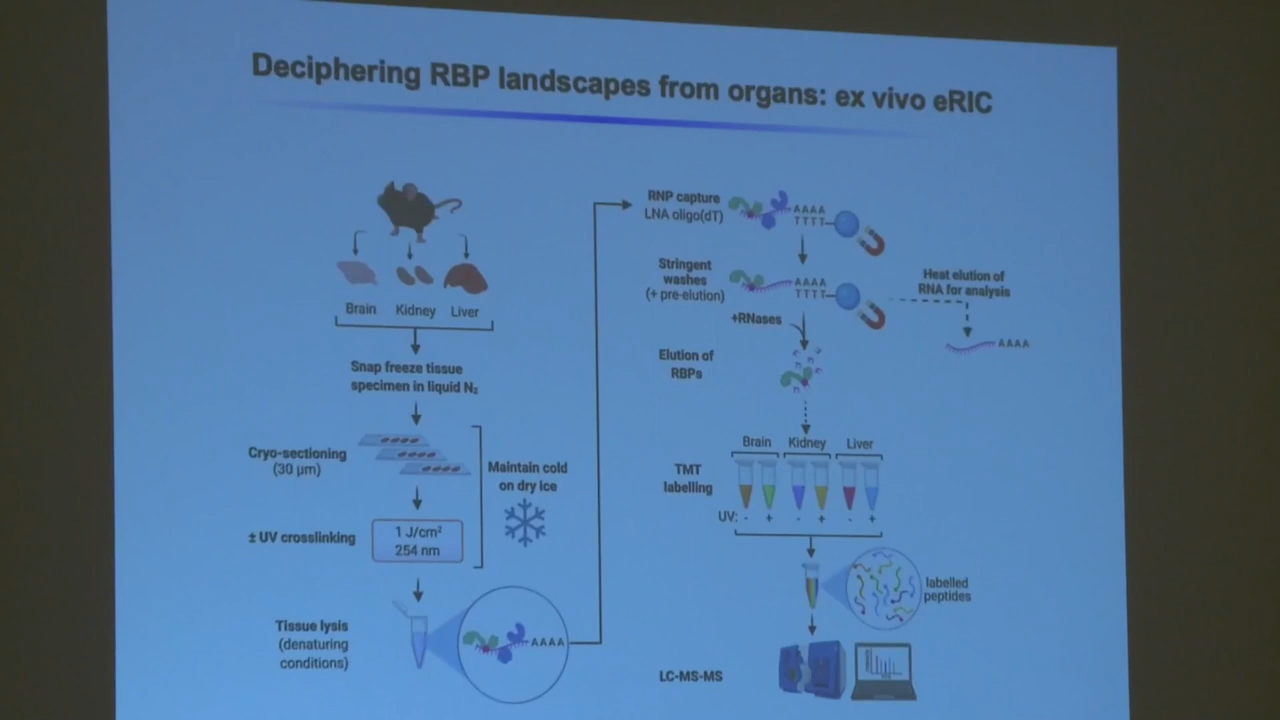 Deciphering RBP landscapes from organs: ex vivo eRIC
Brain Kidney Liver
Snap freeze tissue
specimen in liquid N₂
Cryo-sectioning
(30 µm)
Maintain cold
on dry ice
± UV crosslinking
1 J/cm²
254 nm
Tissue lysis
(denaturing
conditions)
AAAA
RNP capture
LNA oligo(dT)
AAAA
TTTT
Stringent
washes
(+ pre-elution)
AAAA
TTTT
Heat elution of
RNA for analysis
AAAA
+RNases
Elution of
RBPs
Brain Kidney Liver
TMT
labelling
UV: - + - + - +
labelled
peptides
LC-MS-MS